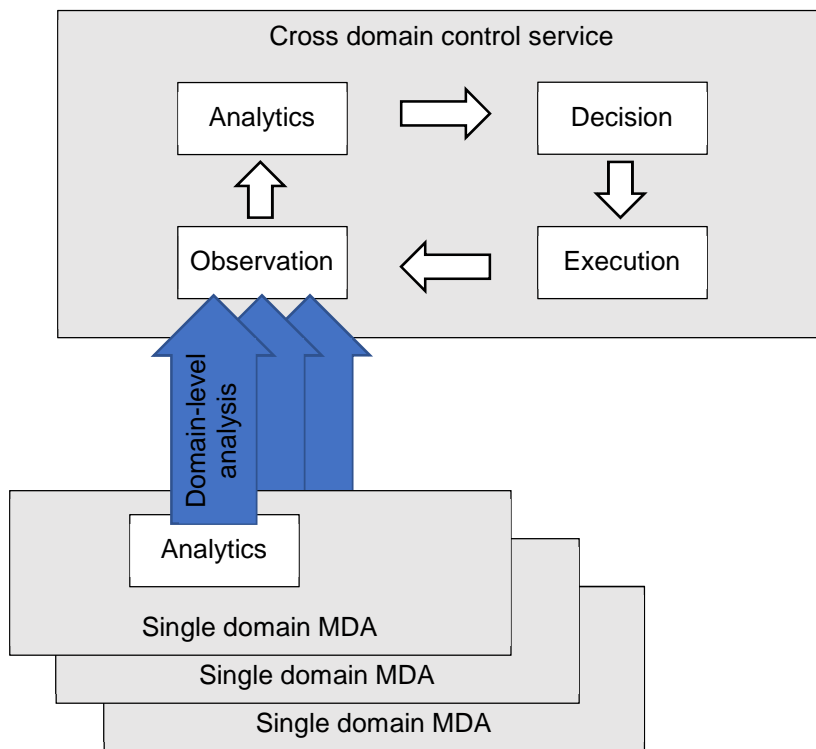 Cross domain control service
Analytics
Decision
Observation
Execution
Domain-level
analysis
Analytics
Single domain MDA
Single domain MDA
Single domain MDA